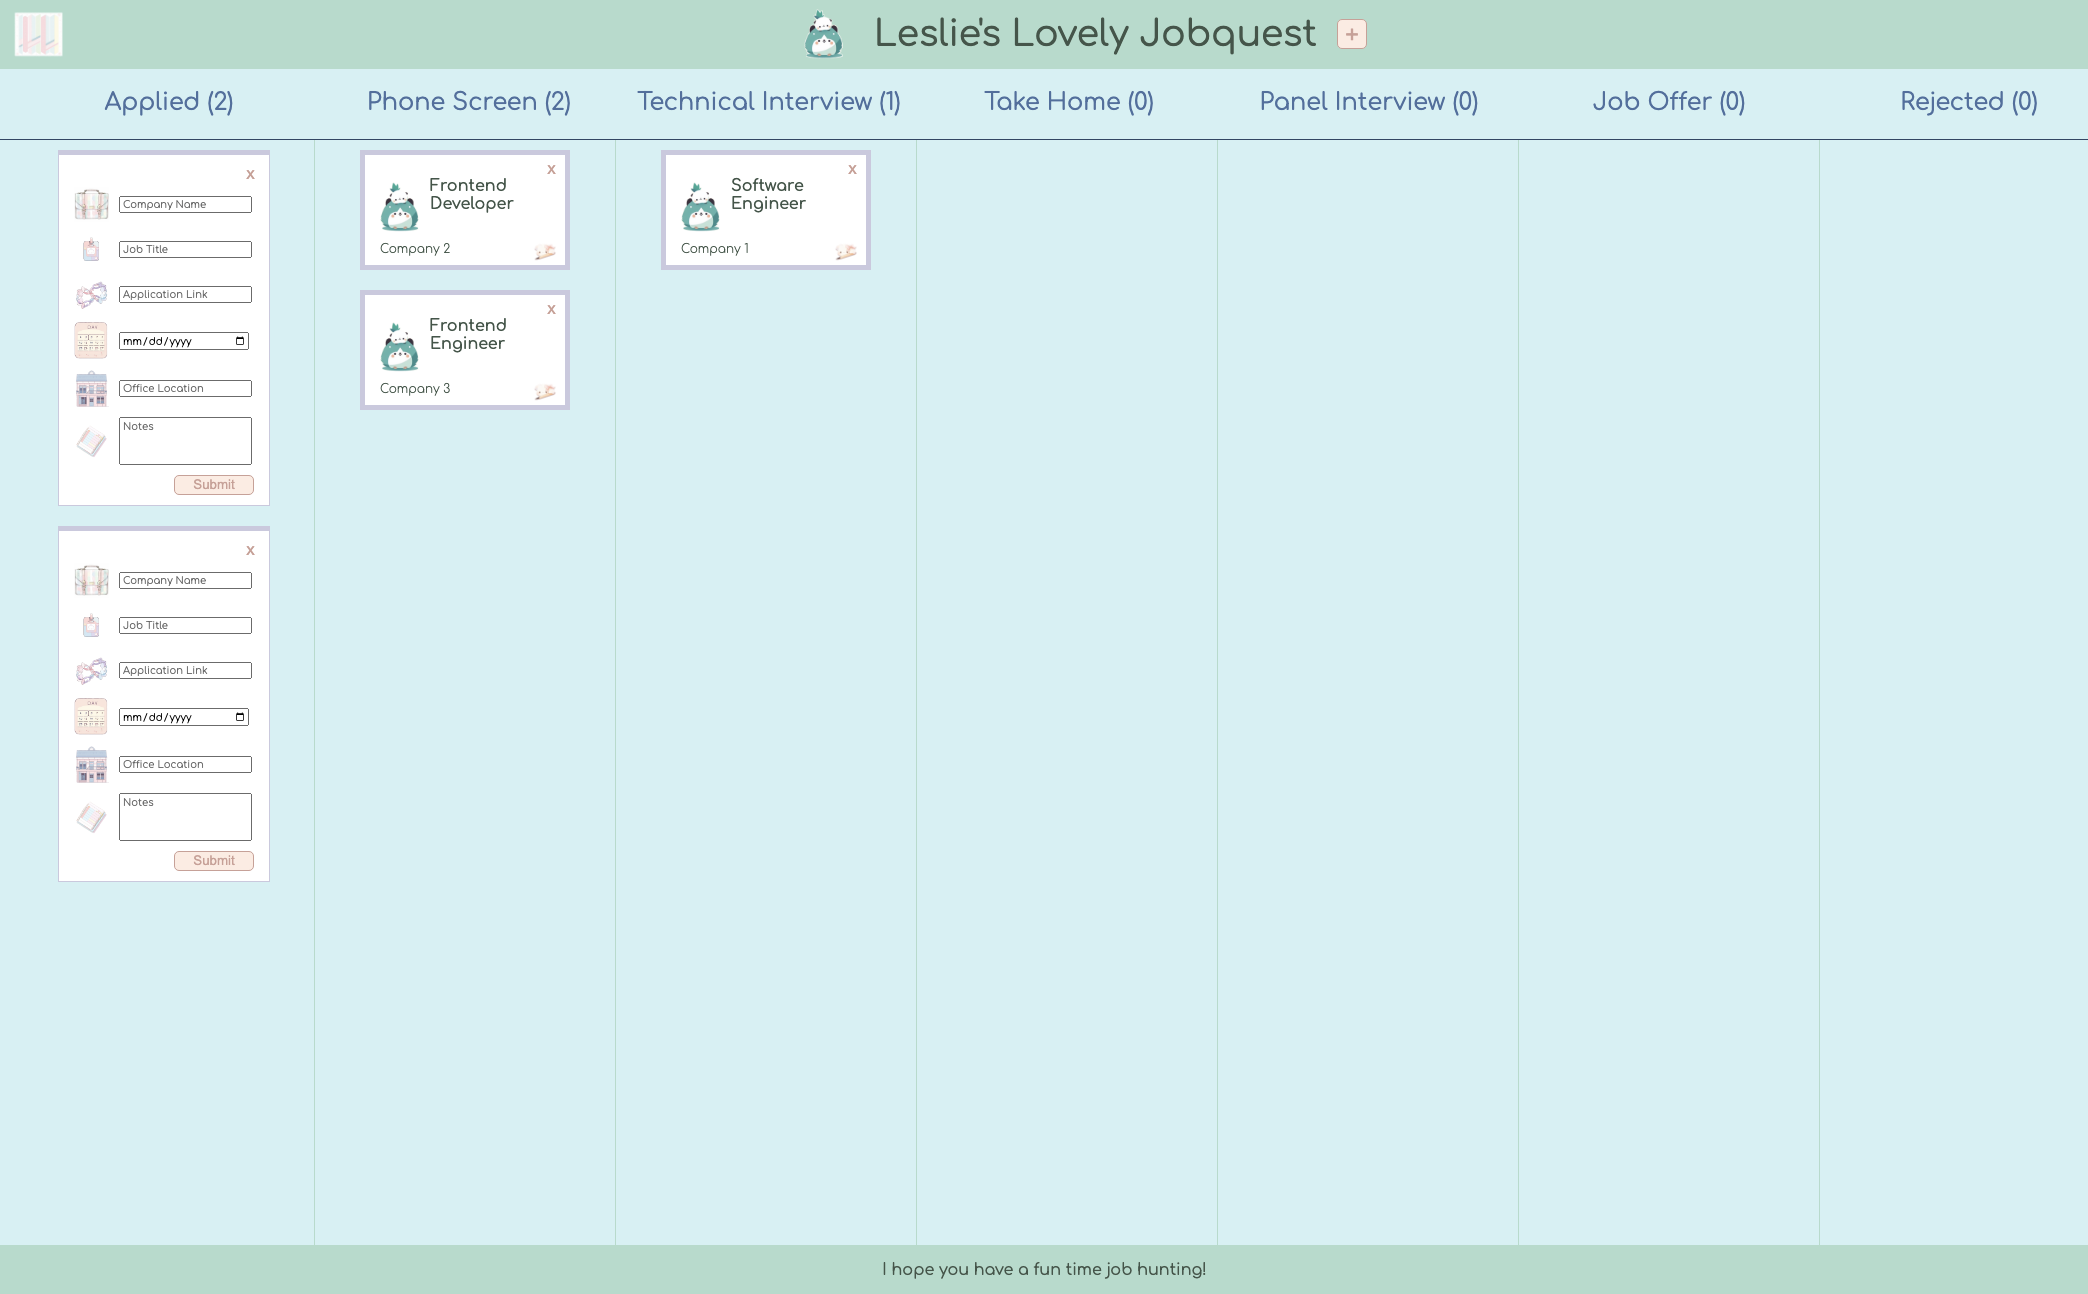 Leslie's Lovely Jobquest +
Applied (2)
Phone Screen (2)
Technical Interview (1)
Take Home (0)
Panel Interview (0)
Job Offer (0)
Rejected (0)
X
Company Name
Job Title
Application Link
mm/dd/yyyy
Office Location
Notes
Submit
X
Company Name
Job Title
Application Link
mm/dd/yyyy
Office Location
Notes
Submit
X
Frontend
Developer
Company 2
X
Frontend
Engineer
Company 3
X
Software
Engineer
Company 1
I hope you have a fun time job hunting!